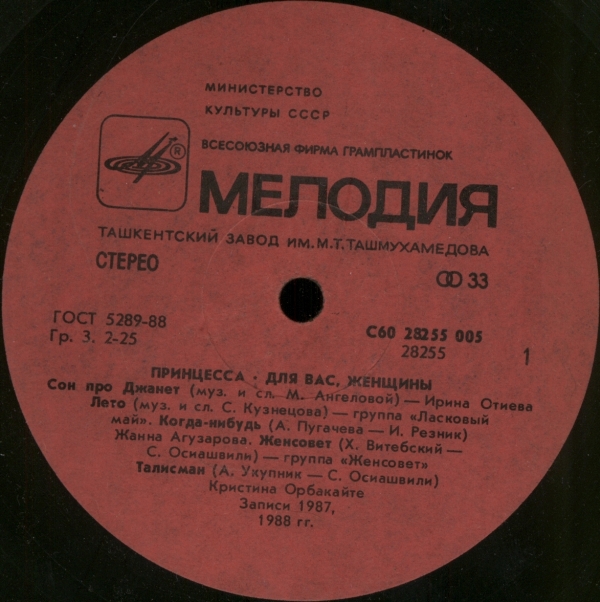 МИНИСТЕРСТВО
КУЛЬТУРЫ СССР
ВСЕСОЮЗНАЯ ФИРМА ГРАМПЛАСТИНОК
®
МЕЛОДИЯ
ТАШКЕНТСКИЙ ЗАВОД ИМ. М.Т. ТАШМУХАМЕДОВА
СТЕРЕО
33
ГОСТ 5289-88
Гр. 3. 2-25
С60 28255 005
28255
1
ПРИНЦЕССА · ДЛЯ ВАС, ЖЕНЩИНЫ
Сон про Джанет (муз. и сл. М. Ангеловой) — Ирина Отиева
Лето (муз. и сл. С. Кузнецова) — группа «Ласковый
май». Когда-нибудь (А. Пугачева — И. Резник)
Жанна Агузарова. Женсовет (Х. Витебский —
С. Осиашвили) — группа «Женсовет»
Талисман (А. Укупник — С. Осиашвили)
Кристина Орбакайте
Записи 1987,
1988 гг.